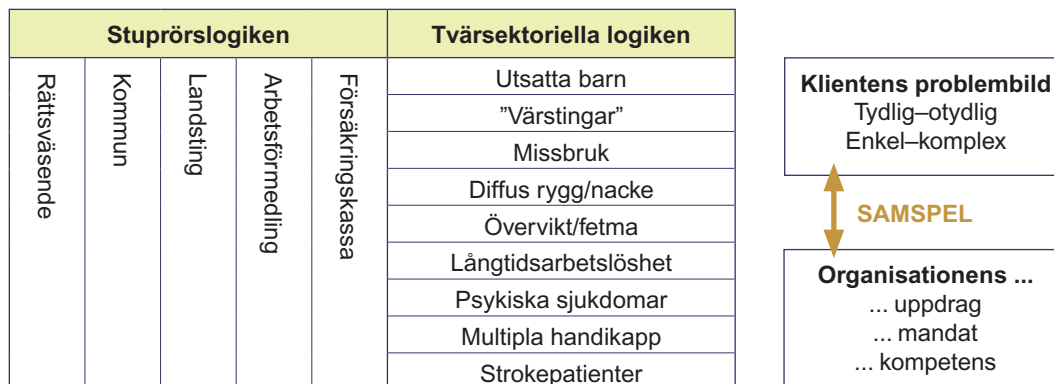 Stuprörslogiken
Tvärsektoriella logiken
Rättsväsende
Kommun
Landsting
Arbetsförmedling
Försäkringskassa
Utsatta barn
”Värstingar”
Missbruk
Diffus rygg/nacke
Övervikt/fetma
Långtidsarbetslöshet
Psykiska sjukdomar
Multipla handikapp
Strokepatienter
Klientens problembild
Tydlig–otydlig
Enkel–komplex
SAMSPEL
Organisationens ...
... uppdrag
... mandat
... kompetens